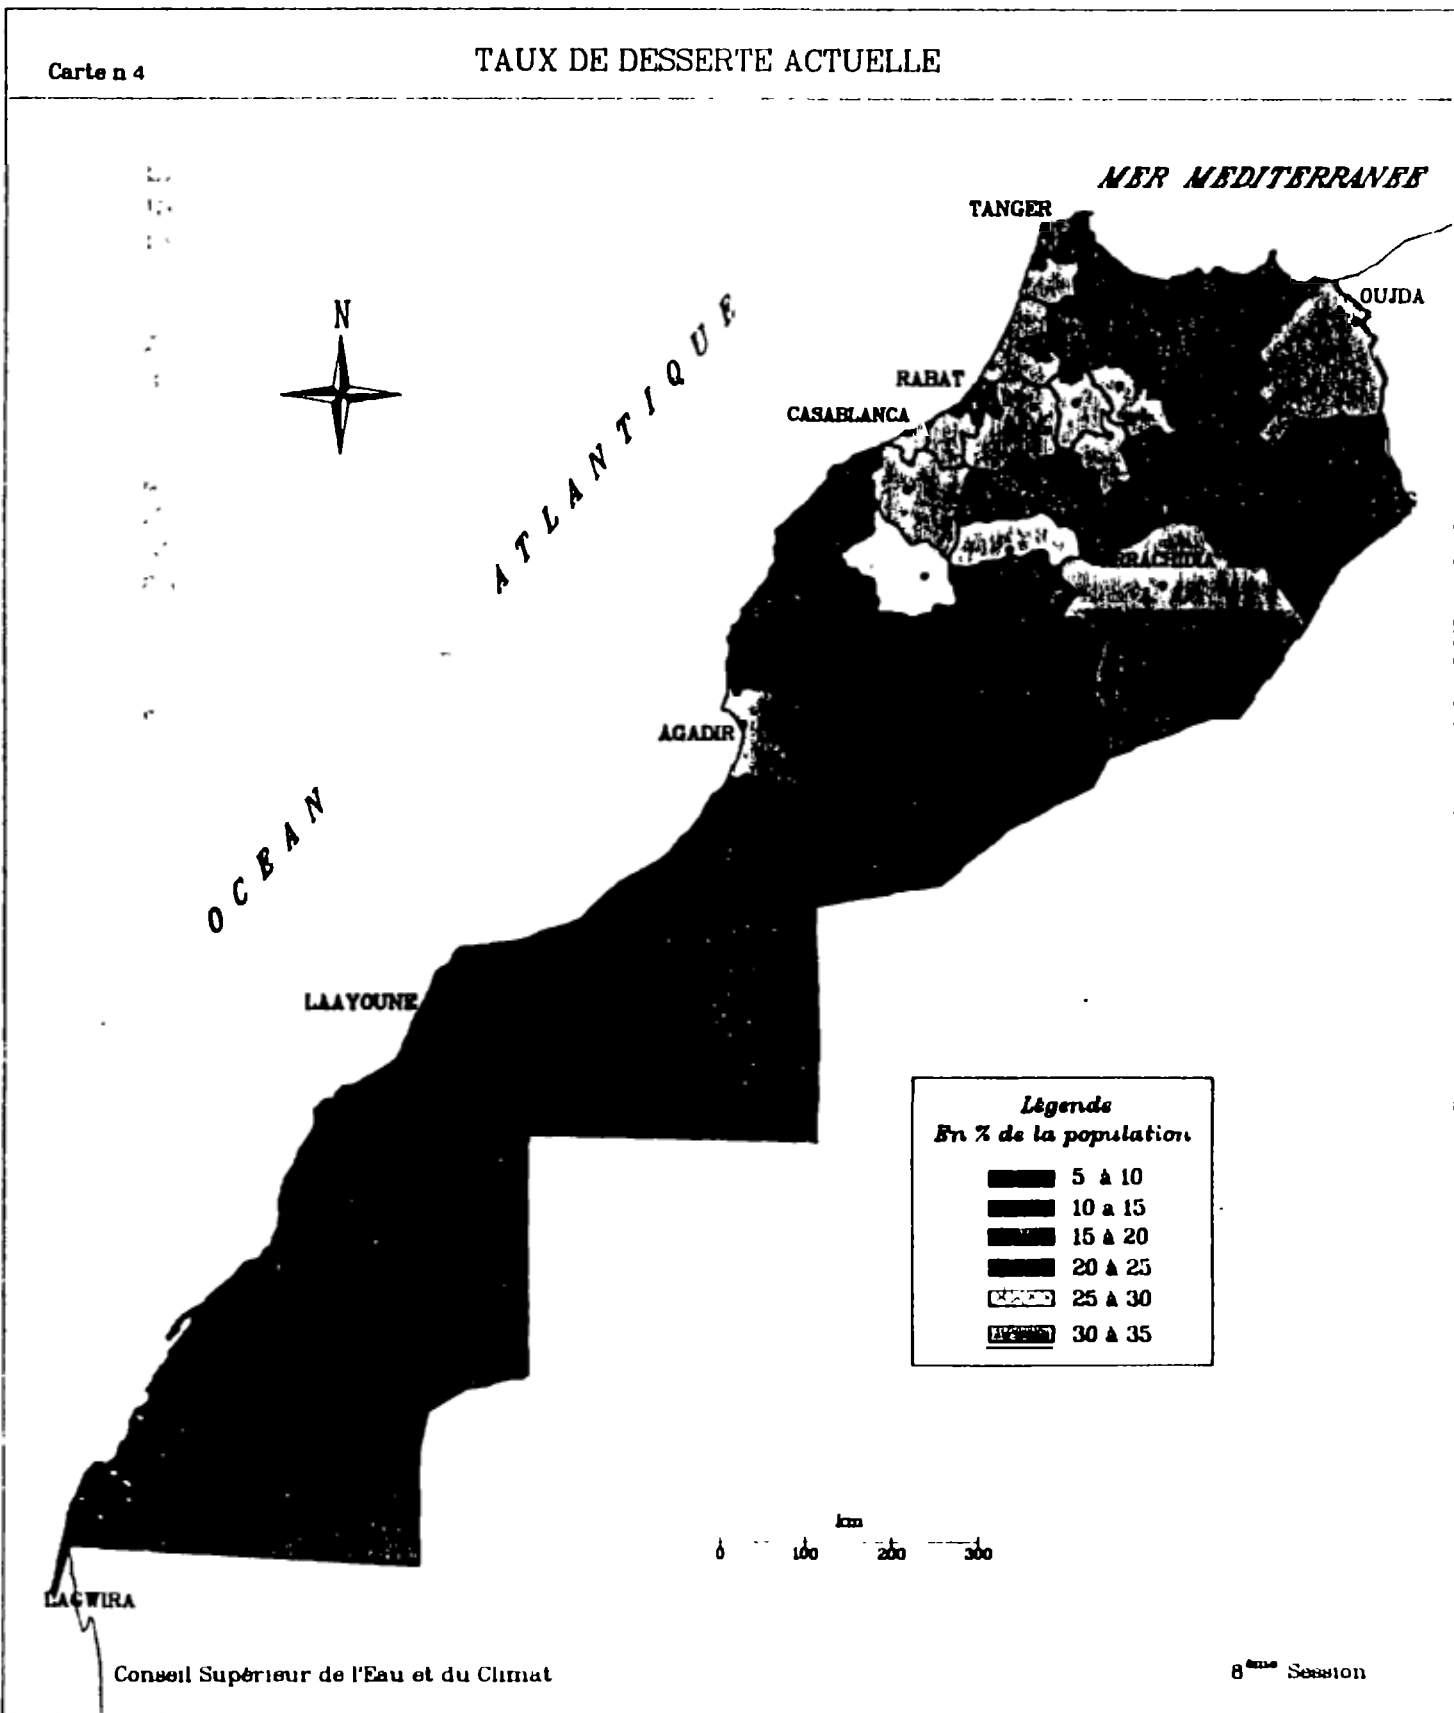 Carte n 4
TAUX DE DESSERTE ACTUELLE
MER MEDITERRANEE
TANGER
OUJDA
N
RABAT
CASABLANCA
OCEAN ATLANTIQUE
ERRACHIDIA
AGADIR
LAAYOUNE
Légende
En % de la population
5 à 10
10 a 15
15 à 20
20 à 25
25 à 30
30 à 35
km
0 100 200 300
LAGWIRA
Conseil Supérieur de l'Eau et du Climat
8ème Session